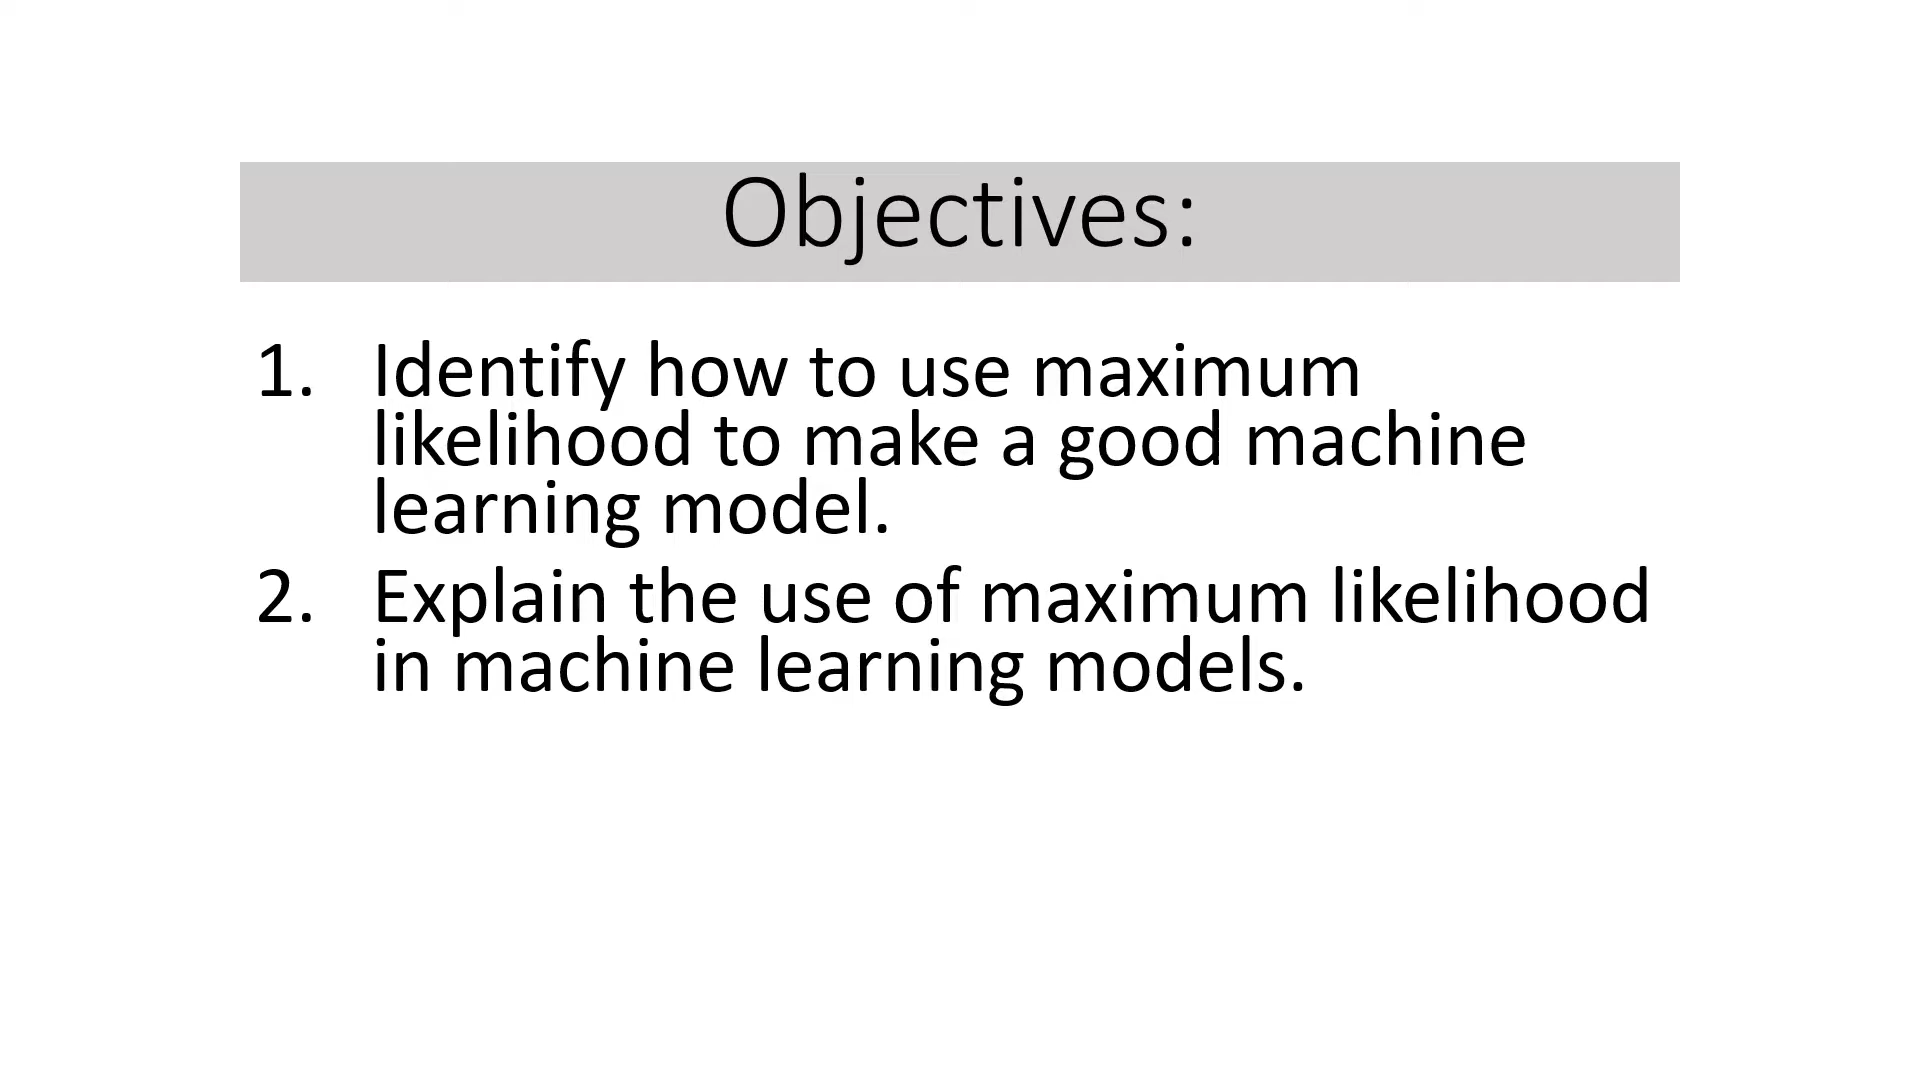 Objectives:
1. Identify how to use maximum
likelihood to make a good machine
learning model.
2. Explain the use of maximum likelihood
in machine learning models.